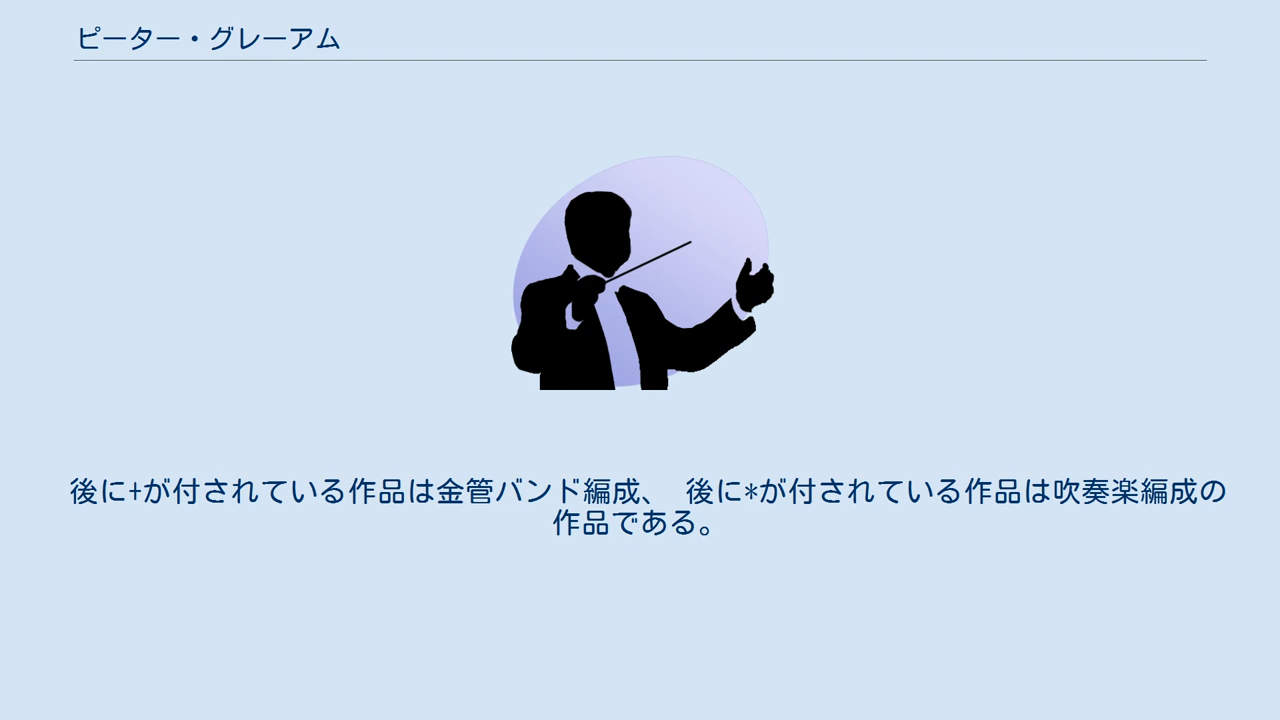 ピーター・グレーアム
後に+が付されている作品は金管バンド編成、 後に*が付されている作品は吹奏楽編成の
作品である。